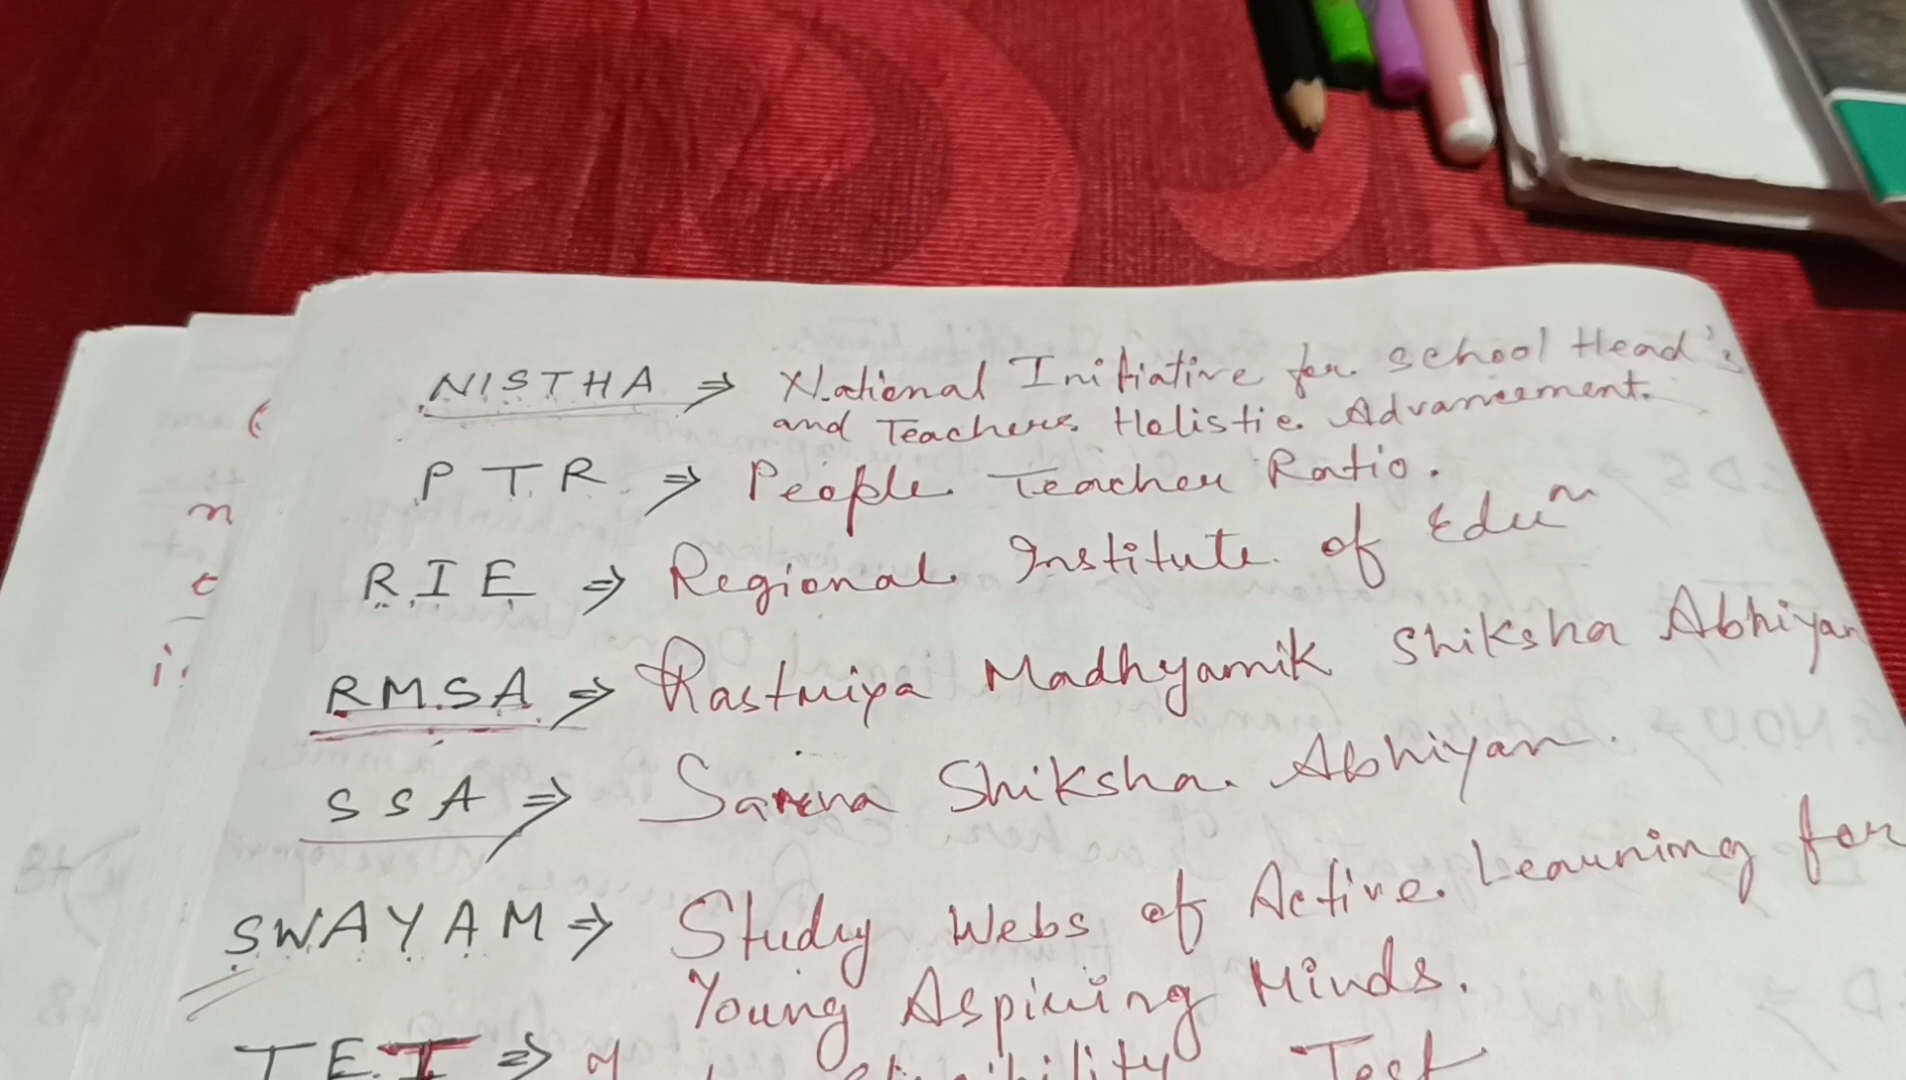 NISTHA ⇒ National Initiative for School Head's
and Teachers Holistic Advancement.
PTR ⇒ People Teacher Ratio.
RIE ⇒ Regional Institute of Eduⁿ
RMSA ⇒ Rastriya Madhyamik Shiksha Abhiyan
SSA ⇒ Sarva Shiksha Abhiyan.
SWAYAM ⇒ Study Webs of Active Learning for
Young Aspiring Minds.
TET ⇒ Test